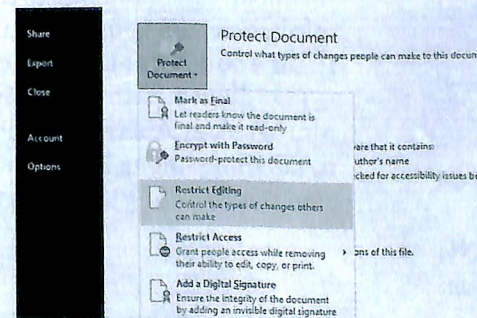 Share
Export
Close
Account
Options
Protect
Document
Protect Document
Control what types of changes people can make to this docum
Mark as Final
Let readers know the document is
final and make it read-only
Encrypt with Password
Password-protect this document
Restrict Editing
Control the types of changes others
can make
Restrict Access
Grant people access while removing
their ability to edit, copy, or print.
Add a Digital Signature
Ensure the integrity of the document
by adding an invisible digital signature
ware that it contains:
uthor's name
cked for accessibility issues be
ons of this file.